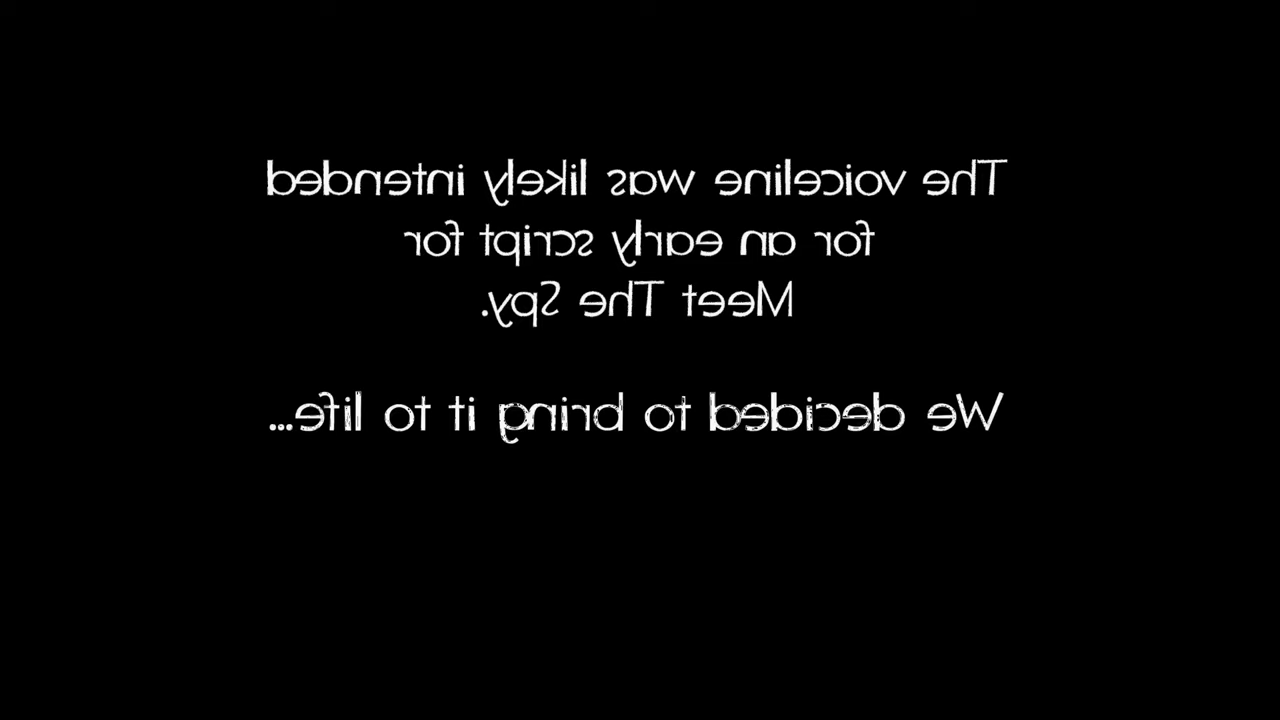 The voiceline was likely intended
for an early script for
Meet The Spy.
We decided to bring it to life...